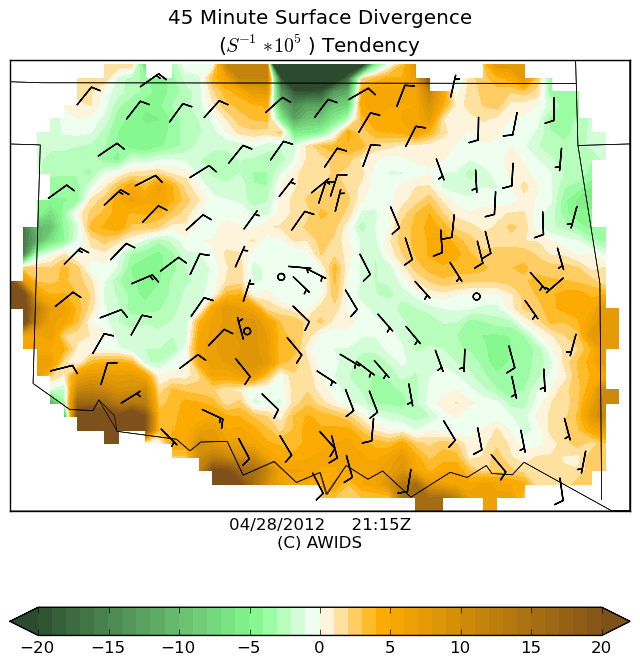 45 Minute Surface Divergence
(S⁻¹ * 10⁵ ) Tendency
04/28/2012 21:15Z
(C) AWIDS
−20 −15 −10 −5 0 5 10 15 20